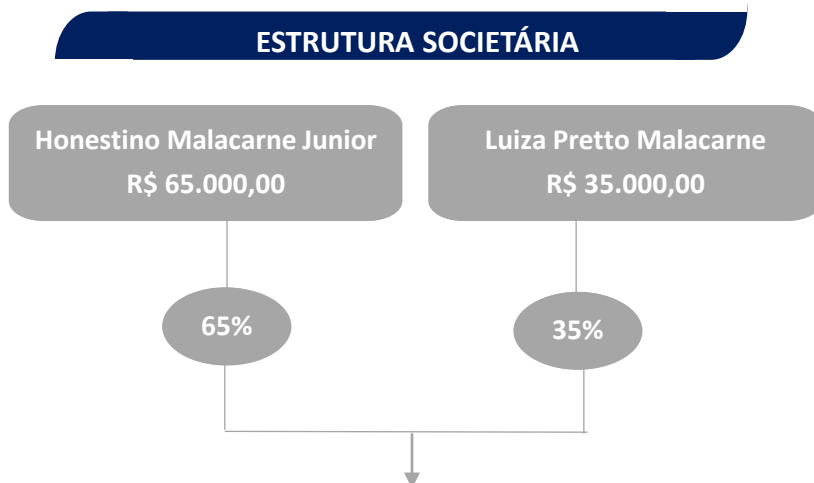 ESTRUTURA SOCIETÁRIA
Honestino Malacarne Junior
R$ 65.000,00
Luiza Pretto Malacarne
R$ 35.000,00
65%
35%